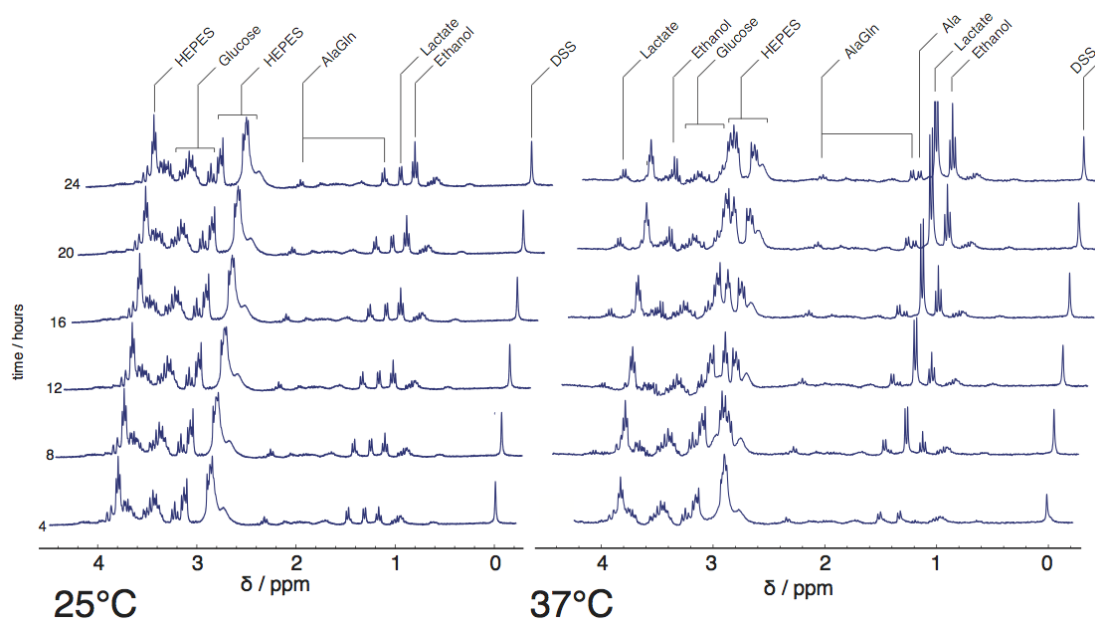 HEPES
Glucose
HEPES
AlaGln
Lactate
Ethanol
DSS
Lactate
Ethanol
Glucose
HEPES
AlaGln
Ala
Lactate
Ethanol
DSS
time / hours
24
20
16
12
8
4
4 3 2 1 0
δ / ppm
25°C
4 3 2 1 0
δ / ppm
37°C